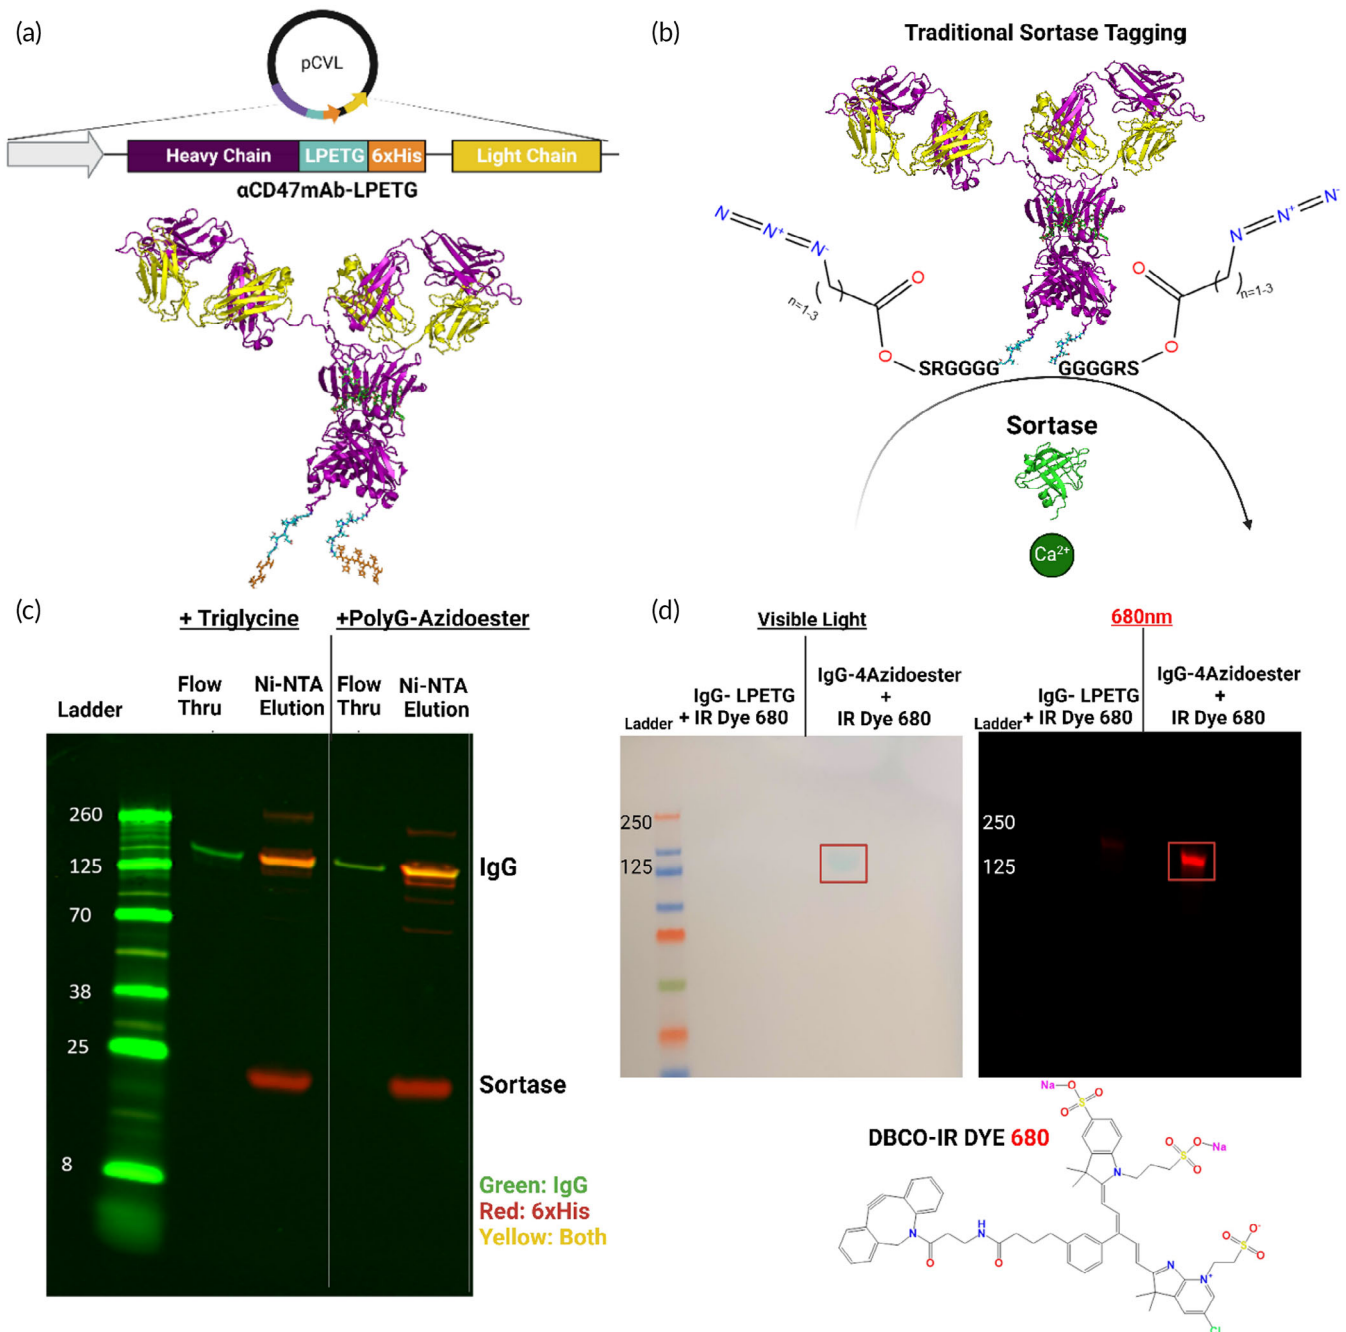 (a)
pCVL
Heavy Chain LPETG 6xHis Light Chain
αCD47mAb-LPETG
(b)
Traditional Sortase Tagging
N N⁺ N⁻
n=1-3
O
O
SRGGGG
N N⁺ N⁻
n=1-3
O
O
GGGGRS
Sortase
Ca²⁺
(c)
+ Triglycine +PolyG-Azidoester
Ladder
Flow
Thru
Ni-NTA
Elution
Flow
Thru
Ni-NTA
Elution
260
125
70
38
25
8
IgG
Sortase
Green: IgG
Red: 6xHis
Yellow: Both
(d)
Visible Light
Ladder
IgG- LPETG
+ IR Dye 680
IgG-4Azidoester
+
IR Dye 680
250
125
680nm
Ladder
IgG- LPETG
+ IR Dye 680
IgG-4Azidoester
+
IR Dye 680
250
125
DBCO-IR DYE 680
Na O
O S O
N
O O Na
S
O O
N
O
H
N
O
N
N⁺
O O⁻
S
O
Cl